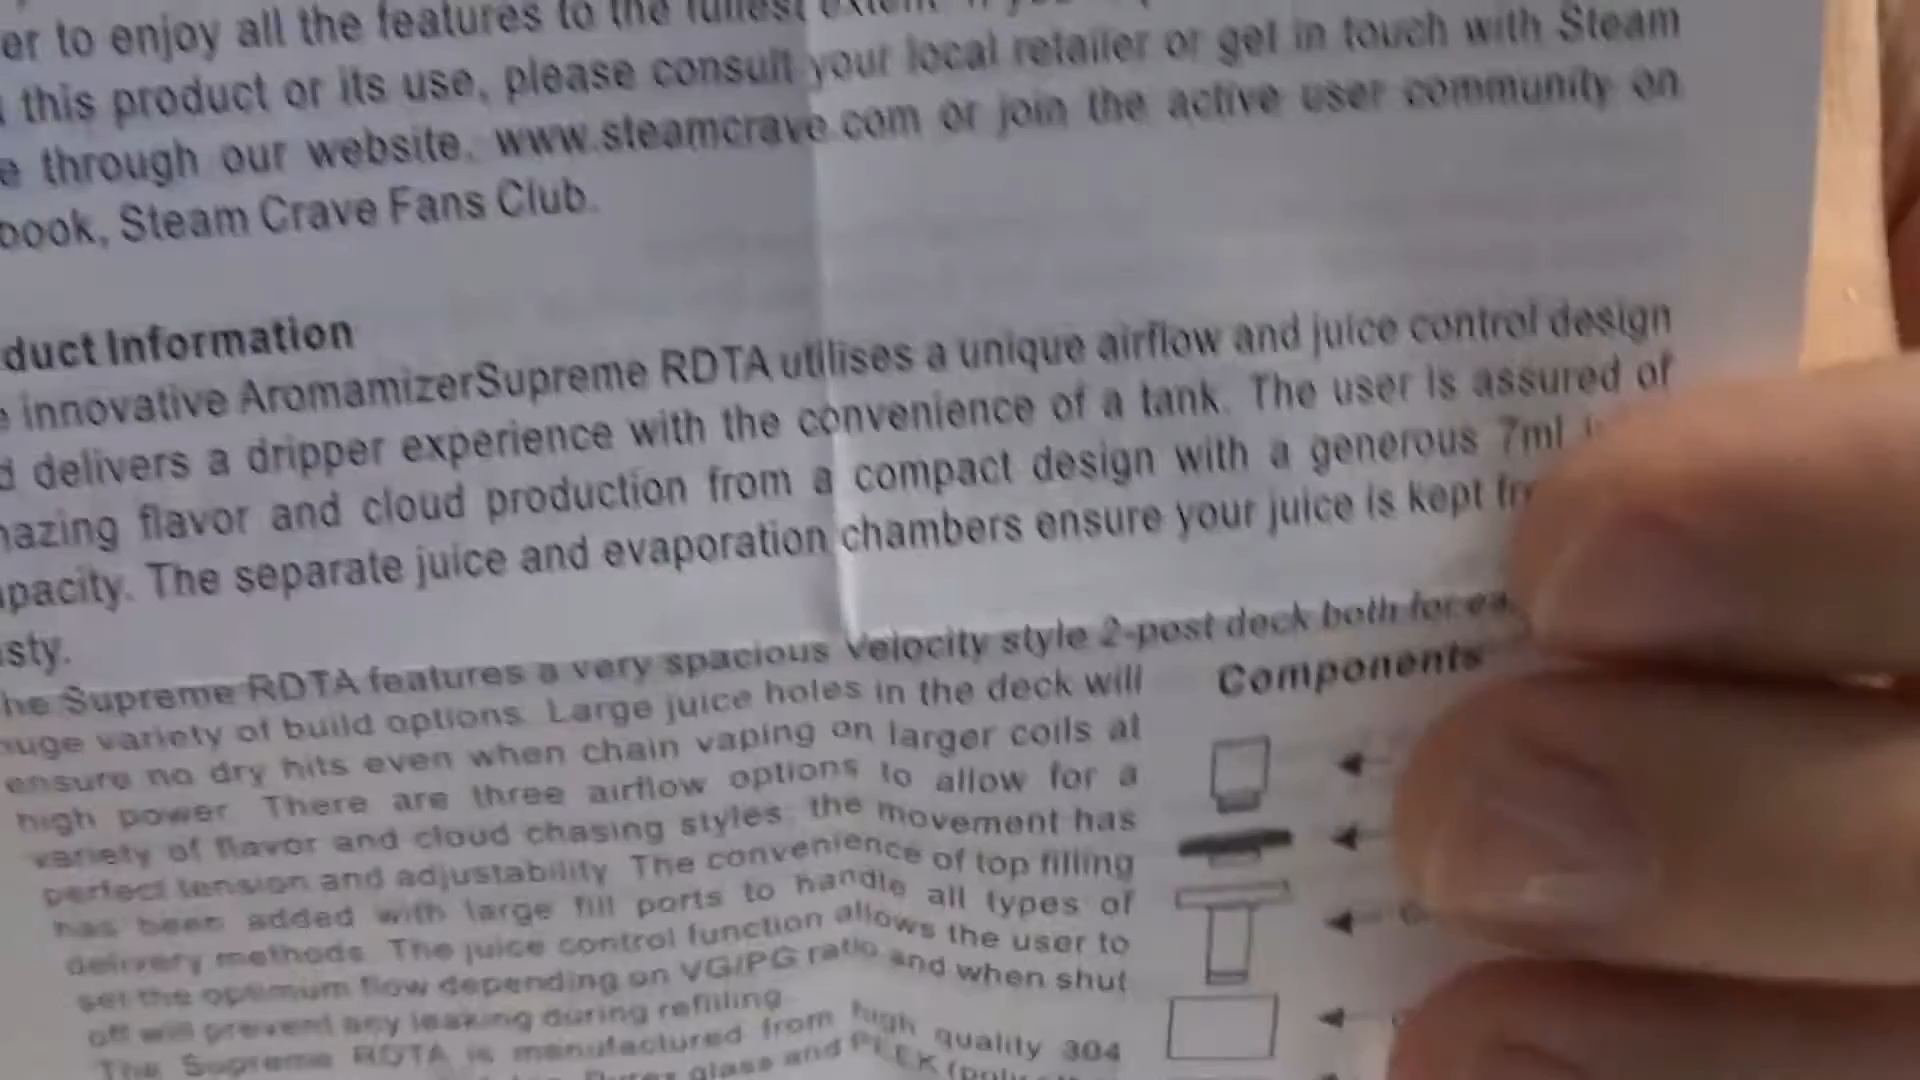 er to enjoy all the features to the fullest
this product or its use, please consult your local retailer or get in touch with Steam
e through our website, www.steamcrave.com or join the active user community on
book, Steam Crave Fans Club.
duct Information
innovative AromamizerSupreme RDTA utilises a unique airflow and juice control design
d delivers a dripper experience with the convenience of a tank. The user is assured of
mazing flavor and cloud production from a compact design with a generous 7ml
apacity. The separate juice and evaporation chambers ensure your juice is kept
sty.
he Supreme RDTA features a very spacious Velocity style 2-post deck both for
huge variety of build options. Large juice holes in the deck will
ensure no dry hits even when chain vaping on larger coils at
high power. There are three airflow options to allow for a
variety of flavor and cloud chasing styles; the movement has
perfect tension and adjustability. The convenience of top filling
has been added with large fill ports to handle all types of
delivery methods. The juice control function allows the user to
set the optimum flow depending on VG/PG ratio and when shut
off will prevent any leaking during refilling.
The Supreme RDTA is manufactured from high quality 304
glass and PEEK
Components